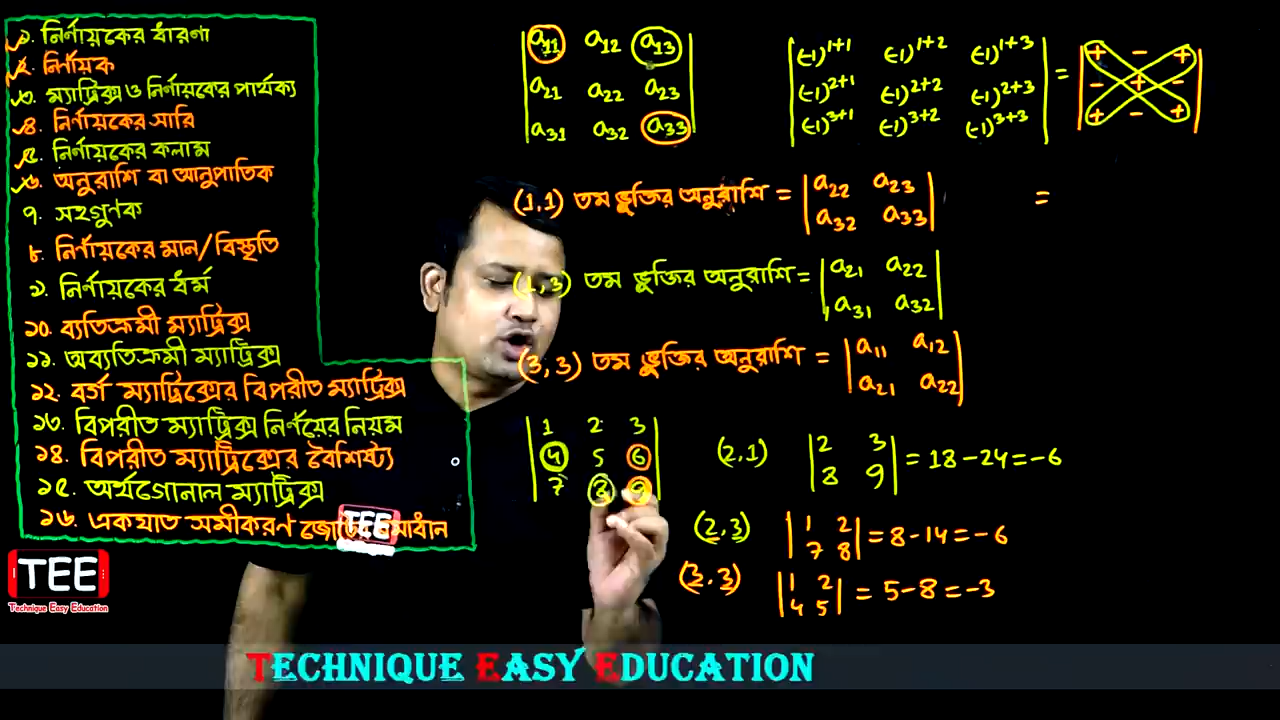 ১. নির্ণায়কের ধারণা
২. নির্ণায়ক
৩. ম্যাট্রিক্স ও নির্ণায়কের পার্থক্য
৪. নির্ণায়কের সারি
৫. নির্ণায়কের কলাম
৬. অনুরাশি বা আনুপাতিক
৭. সহগুণক
৮. নির্ণায়কের মান/বিস্তৃতি
৯. নির্ণায়কের ধর্ম
১০. ব্যতিক্রমী ম্যাট্রিক্স
১১. অব্যতিক্রমী ম্যাট্রিক্স
১২. বর্গ ম্যাট্রিক্সের বিপরীত ম্যাট্রিক্স
১৩. বিপরীত ম্যাট্রিক্স নির্ণয়ের নিয়ম
১৪. বিপরীত ম্যাট্রিক্সের বৈশিষ্ট্য
১৫. অর্থগোনাল ম্যাট্রিক্স
১৬. একঘাত সমীকরণ
a11 a12 a13
a21 a22 a23
a31 a32 a33
(-1)^1+1 (-1)^1+2 (-1)^1+3 = + - +
(-1)^2+1 (-1)^2+2 (-1)^2+3 - + -
(-1)^3+1 (-1)^3+2 (-1)^3+3 + - +
(1,1) তম ভুক্তির অনুরাশি = |a22 a23| =
|a32 a33|
(1,3) তম ভুক্তির অনুরাশি = |a21 a22|
|a31 a32|
(3,3) তম ভুক্তির অনুরাশি = |a11 a12|
|a21 a22|
1 2 3
4 5 6
7 8 9
(2,1) |2 3| = 18-24 = -6
|8 9|
(2,3) |1 2| = 8-14 = -6
|7 8|
(3,3) |1 2| = 5-8 = -3
|4 5|
TEE
TEE
Technique Easy Education
TECHNIQUE EASY EDUCATION